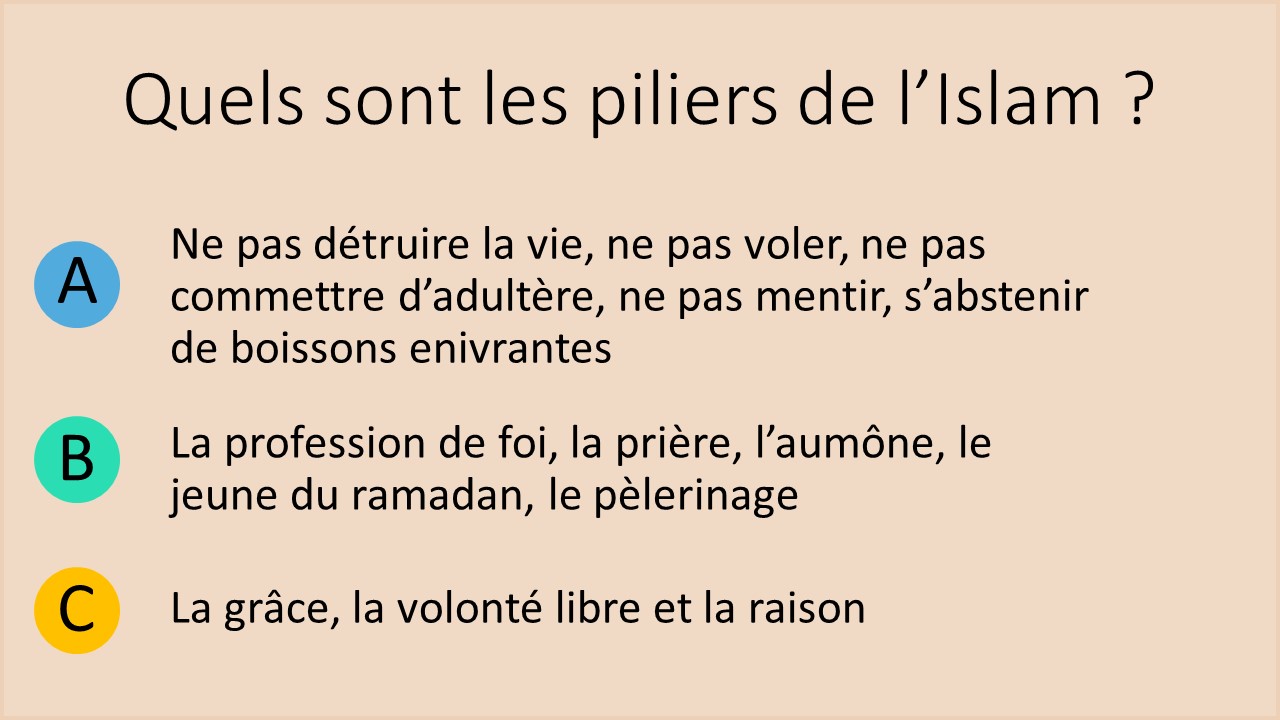 Quels sont les piliers de l’Islam ?
A
Ne pas détruire la vie, ne pas voler, ne pas
commettre d’adultère, ne pas mentir, s’abstenir
de boissons enivrantes
B
La profession de foi, la prière, l’aumône, le
jeune du ramadan, le pèlerinage
C
La grâce, la volonté libre et la raison